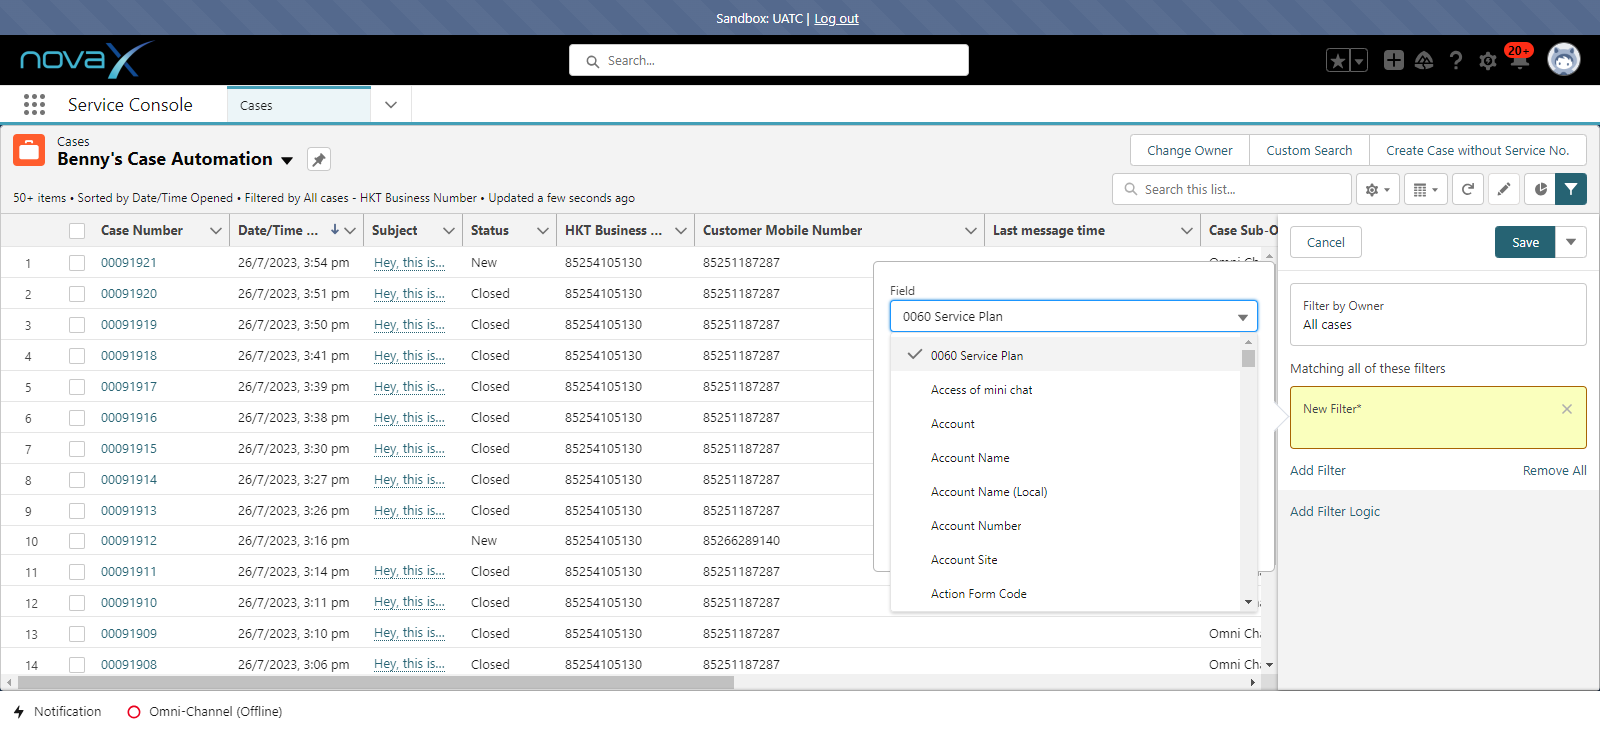 Sandbox: UATC | Log out
novaX
Search...
20+
Service Console
Cases
Cases
Benny's Case Automation
Change Owner
Custom Search
Create Case without Service No.
50+ items • Sorted by Date/Time Opened • Filtered by All cases - HKT Business Number • Updated a few seconds ago
Search this list...
Case Number Date/Time ... Subject Status HKT Business ... Customer Mobile Number Last message time Case Sub-O
1 00091921 26/7/2023, 3:54 pm Hey, this is... New 85254105130 85251187287
2 00091920 26/7/2023, 3:51 pm Hey, this is... Closed 85254105130 85251187287
3 00091919 26/7/2023, 3:50 pm Hey, this is... Closed 85254105130 85251187287
4 00091918 26/7/2023, 3:41 pm Hey, this is... Closed 85254105130 85251187287
5 00091917 26/7/2023, 3:39 pm Hey, this is... Closed 85254105130 85251187287
6 00091916 26/7/2023, 3:38 pm Hey, this is... Closed 85254105130 85251187287
7 00091915 26/7/2023, 3:30 pm Hey, this is... Closed 85254105130 85251187287
8 00091914 26/7/2023, 3:27 pm Hey, this is... Closed 85254105130 85251187287
9 00091913 26/7/2023, 3:26 pm Hey, this is... Closed 85254105130 85251187287
10 00091912 26/7/2023, 3:16 pm New 85254105130 85266289140
11 00091911 26/7/2023, 3:14 pm Hey, this is... Closed 85254105130 85251187287
12 00091910 26/7/2023, 3:11 pm Hey, this is... Closed 85254105130 85251187287
13 00091909 26/7/2023, 3:10 pm Hey, this is... Closed 85254105130 85251187287 Omni Cha
14 00091908 26/7/2023, 3:06 pm Hey, this is... Closed 85254105130 85251187287 Omni Cha
Field
0060 Service Plan
0060 Service Plan
Access of mini chat
Account
Account Name
Account Name (Local)
Account Number
Account Site
Action Form Code
Cancel
Save
Filter by Owner
All cases
Matching all of these filters
New Filter*
Add Filter
Remove All
Add Filter Logic
Notification
Omni-Channel (Offline)